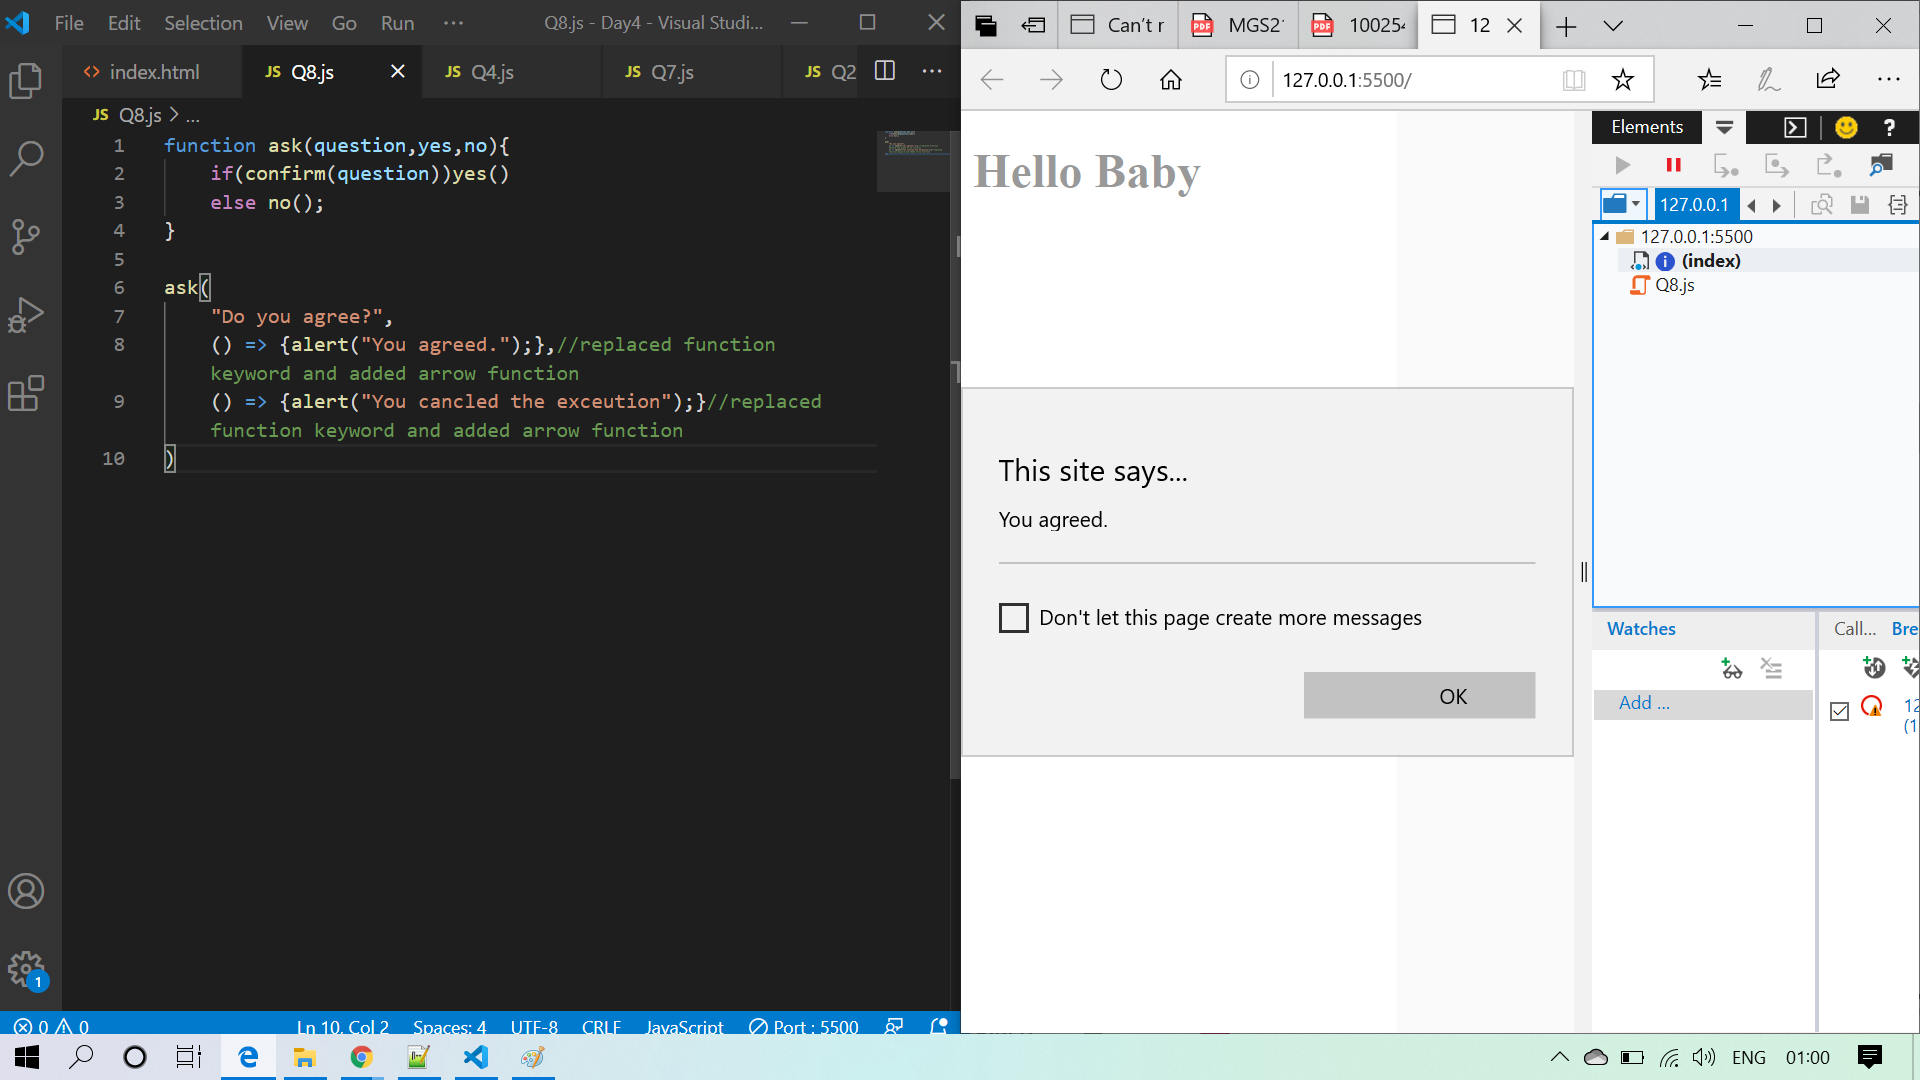 File Edit Selection View Go Run ··· Q8.js - Day4 - Visual Studi...
index.html JS Q8.js JS Q4.js JS Q7.js JS Q2
JS Q8.js > ...
1 function ask(question,yes,no){
2 if(confirm(question))yes()
3 else no();
4 }
5
6 ask(
7 "Do you agree?",
8 () => {alert("You agreed.");},//replaced function
keyword and added arrow function
9 () => {alert("You cancled the exceution");}//replaced
function keyword and added arrow function
10 )
1
0 0 Ln 10, Col 2 Spaces: 4 UTF-8 CRLF JavaScript Port : 5500
Can't r PDF MGS2 PDF 10025 12
127.0.0.1:5500/
Hello Baby
This site says...
You agreed.
Don't let this page create more messages
OK
Elements ?
127.0.0.1
127.0.0.1:5500
(index)
Q8.js
Watches Call... Bre
Add ...
12
(1
ENG 01:00